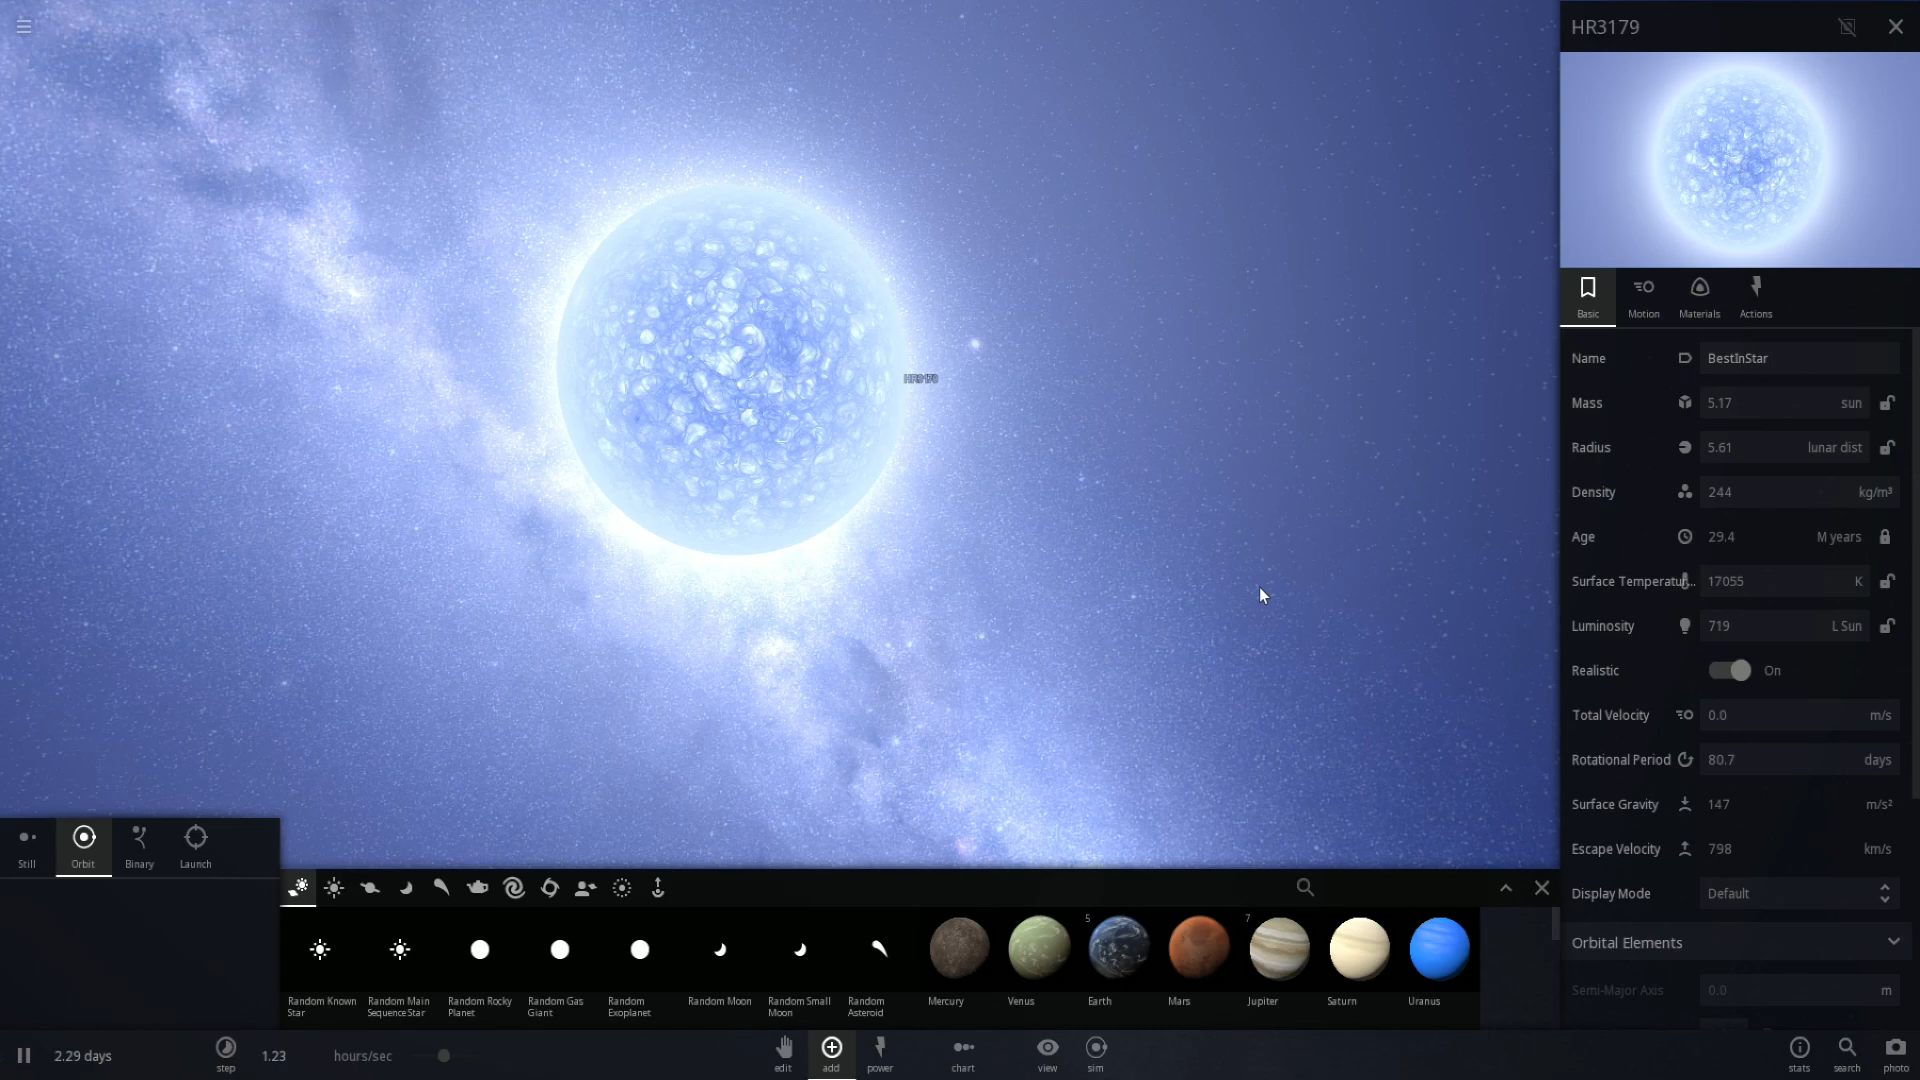 HR3179
Basic
Motion
Materials
Actions
Name BestInStar
Mass 5.17 sun
Radius 5.61 lunar dist
Density 244 kg/m³
Age 29.4 M years
Surface Temperatur... 17055 K
Luminosity 719 L Sun
Realistic On
Total Velocity 0.0 m/s
Rotational Period 80.7 days
Surface Gravity 147 m/s²
Escape Velocity 798 km/s
Display Mode Default
Orbital Elements
Semi-Major Axis 0.0 m
Still
Orbit
Binary
Launch
5
7
Random Known
Star
Random Main
Sequence Star
Random Rocky
Planet
Random Gas
Giant
Random
Exoplanet
Random Moon
Random Small
Moon
Random
Asteroid
Mercury
Venus
Earth
Mars
Jupiter
Saturn
Uranus
2.29 days
step
1.23 hours/sec
edit
add
power
chart
view
sim
stats
search
photo